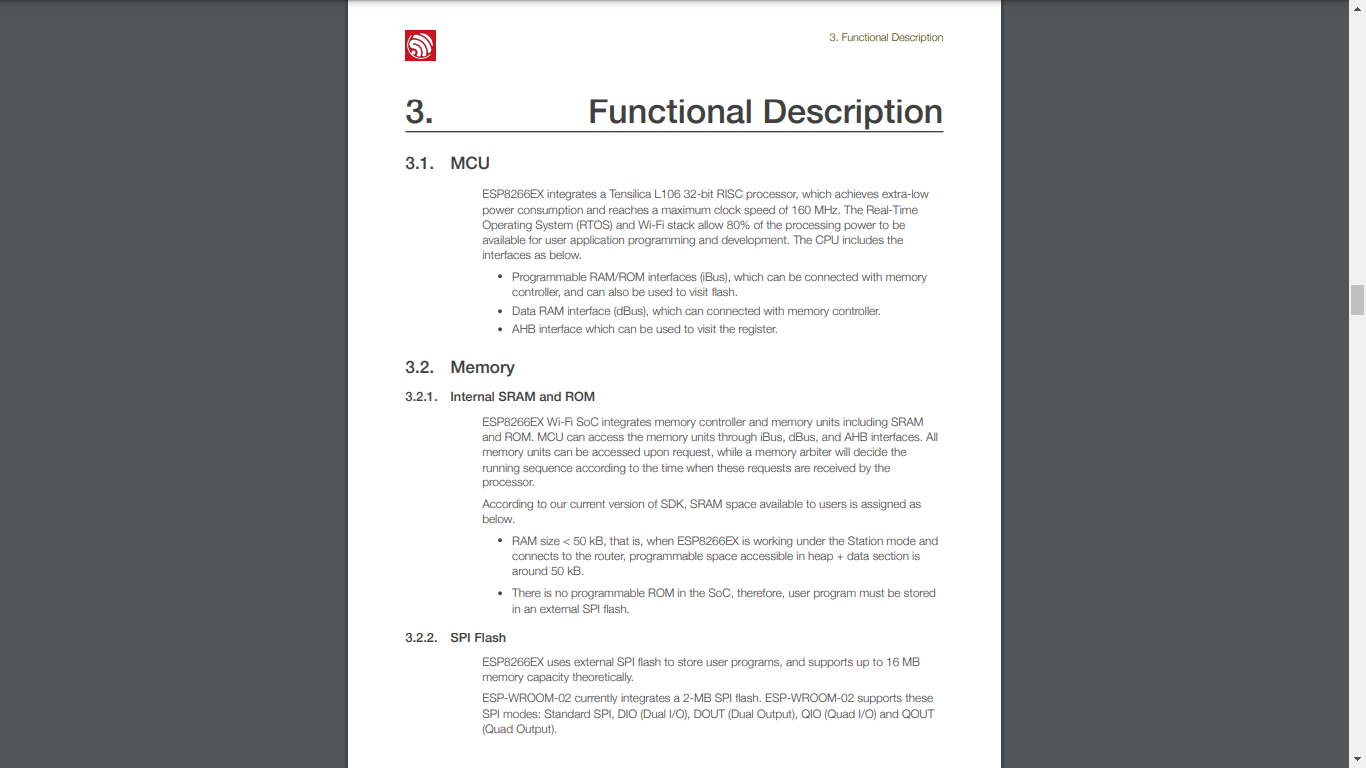 3. Functional Description
3. Functional Description
3.1. MCU
ESP8266EX integrates a Tensilica L106 32-bit RISC processor, which achieves extra-low
power consumption and reaches a maximum clock speed of 160 MHz. The Real-Time
Operating System (RTOS) and Wi-Fi stack allow 80% of the processing power to be
available for user application programming and development. The CPU includes the
interfaces as below.
• Programmable RAM/ROM interfaces (iBus), which can be connected with memory
controller, and can also be used to visit flash.
• Data RAM interface (dBus), which can connected with memory controller.
• AHB interface which can be used to visit the register.
3.2. Memory
3.2.1. Internal SRAM and ROM
ESP8266EX Wi-Fi SoC integrates memory controller and memory units including SRAM
and ROM. MCU can access the memory units through iBus, dBus, and AHB interfaces. All
memory units can be accessed upon request, while a memory arbiter will decide the
running sequence according to the time when these requests are received by the
processor.
According to our current version of SDK, SRAM space available to users is assigned as
below.
• RAM size < 50 kB, that is, when ESP8266EX is working under the Station mode and
connects to the router, programmable space accessible in heap + data section is
around 50 kB.
• There is no programmable ROM in the SoC, therefore, user program must be stored
in an external SPI flash.
3.2.2. SPI Flash
ESP8266EX uses external SPI flash to store user programs, and supports up to 16 MB
memory capacity theoretically.
ESP-WROOM-02 currently integrates a 2-MB SPI flash. ESP-WROOM-02 supports these
SPI modes: Standard SPI, DIO (Dual I/O), DOUT (Dual Output), QIO (Quad I/O) and QOUT
(Quad Output).